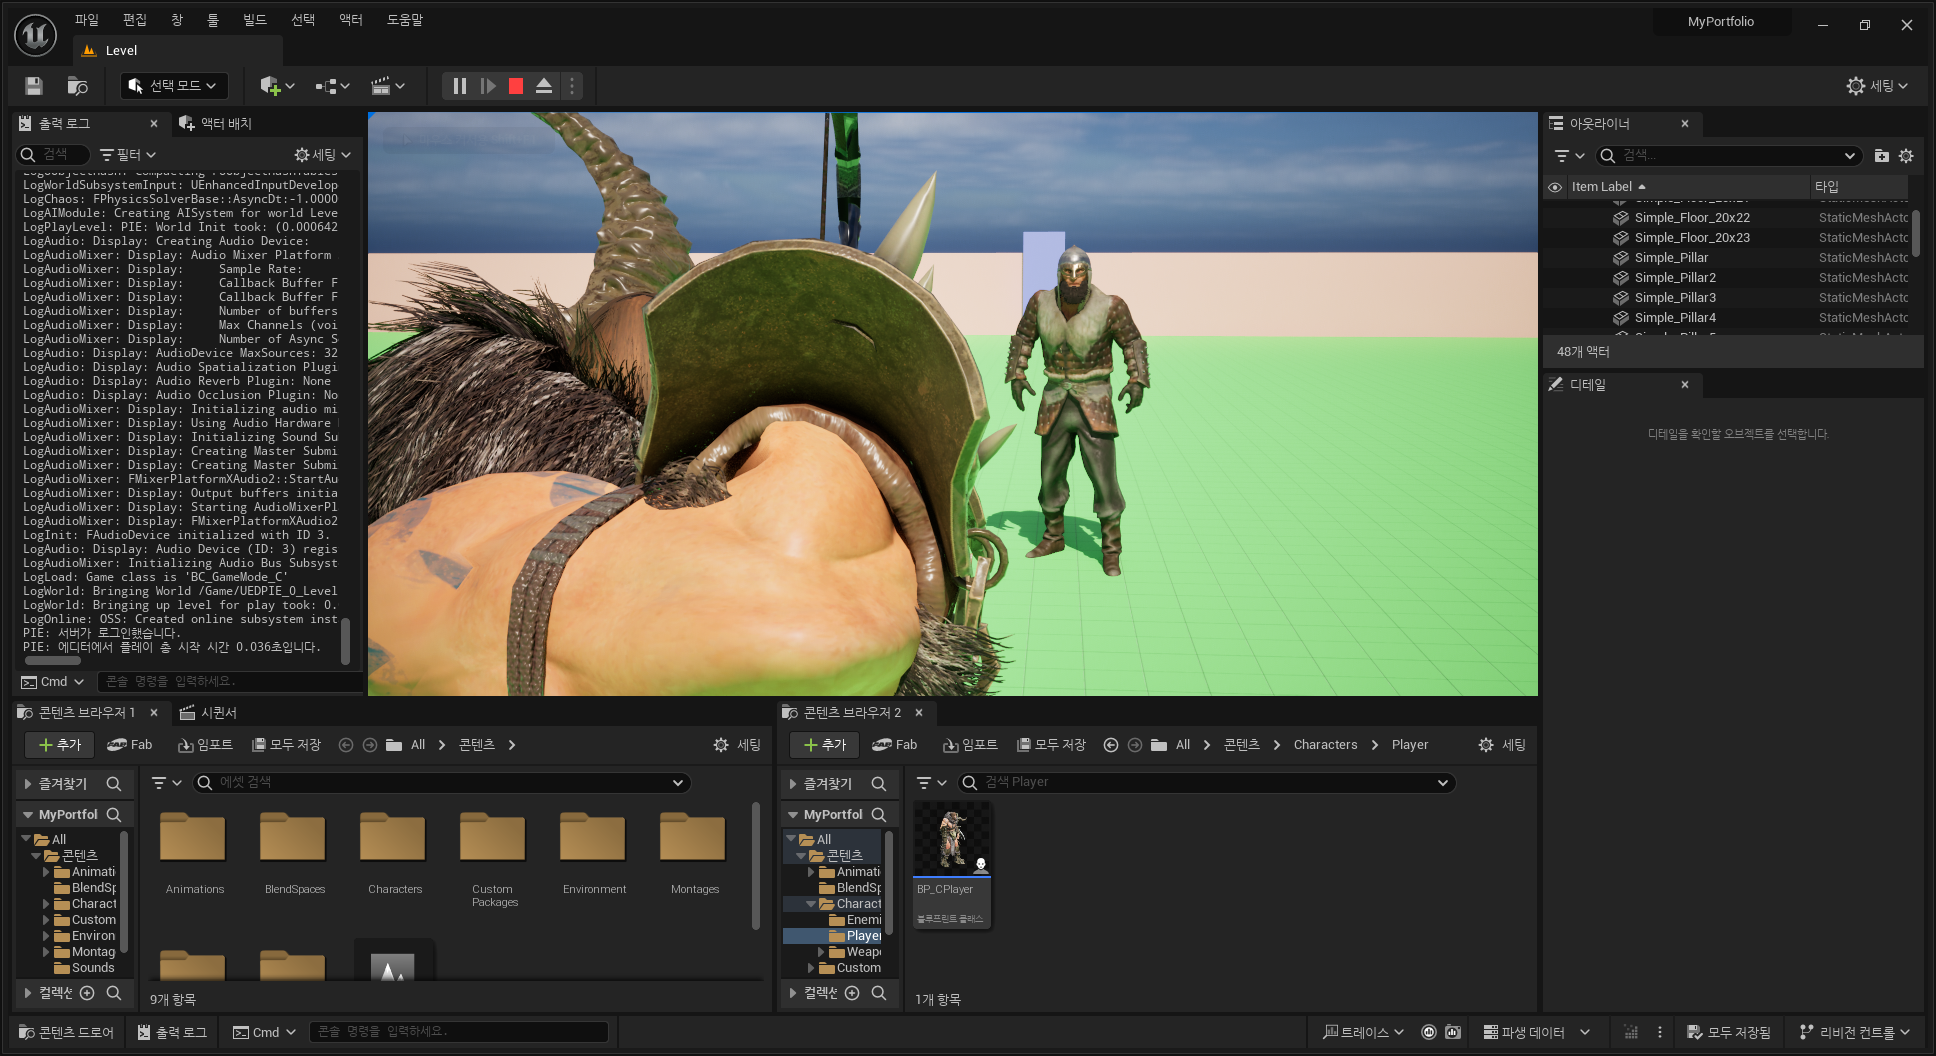 파일 편집 창 툴 빌드 선택 액터 도움말
MyPortfolio
Level
선택 모드
세팅
출력 로그
액터 배치
검색
필터
세팅
LogWorldSubsystemInput: UEnhancedInputDevelop
LogChaos: FPhysicsSolverBase::AsyncDt:-1.0000
LogAIModule: Creating AISystem for world Leve
LogPlayLevel: PIE: World Init took: (0.000642
LogAudio: Display: Creating Audio Device:
LogAudioMixer: Display: Audio Mixer Platform
LogAudioMixer: Display: Sample Rate:
LogAudioMixer: Display: Callback Buffer F
LogAudioMixer: Display: Callback Buffer F
LogAudioMixer: Display: Number of buffers
LogAudioMixer: Display: Max Channels (voi
LogAudioMixer: Display: Number of Async S
LogAudio: Display: AudioDevice MaxSources: 32
LogAudio: Display: Audio Spatialization Plugi
LogAudio: Display: Audio Reverb Plugin: None
LogAudio: Display: Audio Occlusion Plugin: No
LogAudioMixer: Display: Initializing audio mi
LogAudioMixer: Display: Using Audio Hardware
LogAudioMixer: Display: Initializing Sound Su
LogAudioMixer: Display: Creating Master Submi
LogAudioMixer: Display: Creating Master Submi
LogAudioMixer: FMixerPlatformXAudio2::StartAu
LogAudioMixer: Display: Output buffers initia
LogAudioMixer: Display: Starting AudioMixerPl
LogAudioMixer: Display: FMixerPlatformXAudio2
LogInit: FAudioDevice initialized with ID 3.
LogAudio: Display: Audio Device (ID: 3) regis
LogAudioMixer: Initializing Audio Bus Subsyst
LogLoad: Game class is 'BC_GameMode_C'
LogWorld: Bringing World /Game/UEDPIE_0_Level
LogWorld: Bringing up level for play took: 0.
LogOnline: OSS: Created online subsystem inst
PIE: 서버가 로그인했습니다.
PIE: 에디터에서 플레이 총 시작 시간 0.036초입니다.
Cmd
콘솔 명령을 입력하세요.
아웃라이너
검색...
Item Label
타입
Simple_Floor_20x22 StaticMeshActo
Simple_Floor_20x23 StaticMeshActo
Simple_Pillar StaticMeshActo
Simple_Pillar2 StaticMeshActo
Simple_Pillar3 StaticMeshActo
Simple_Pillar4 StaticMeshActo
48개 액터
디테일
디테일을 확인할 오브젝트를 선택합니다.
콘텐츠 브라우저 1
시퀀서
추가 Fab 임포트 모두 저장 All 콘텐츠 세팅
즐겨찾기
에셋 검색
MyPortfol
All
콘텐츠
Animati
BlendSp
Charact
Custom
Environ
Montag
Sounds
컬렉션
Animations
BlendSpaces
Characters
Custom
Packages
Environment
Montages
9개 항목
콘텐츠 브라우저 2
추가 Fab 임포트 모두 저장 All 콘텐츠 Characters Player 세팅
즐겨찾기
검색 Player
MyPortfol
All
콘텐츠
Animati
BlendSp
Charact
Enemi
Player
Weapo
Custom
컬렉션
BP_CPlayer
블루프린트 클래스
1개 항목
콘텐츠 드로어
출력 로그
Cmd
콘솔 명령을 입력하세요.
트레이스
파생 데이터
모두 저장됨
리비전 컨트롤